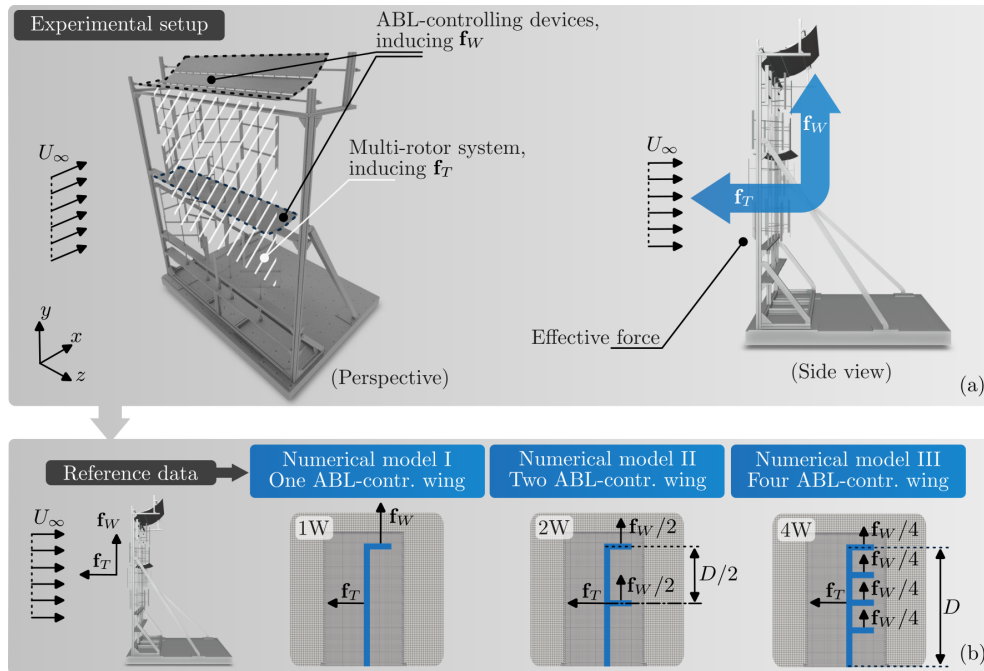 Experimental setup
ABL-controlling devices,
inducing f_W
Multi-rotor system,
inducing f_T
U_∞
y
x
z
(Perspective)
U_∞
f_W
f_T
Effective force
(Side view)
(a)
Reference data
Numerical model I
One ABL-contr. wing
Numerical model II
Two ABL-contr. wing
Numerical model III
Four ABL-contr. wing
U_∞
f_W
f_T
1W
f_W
f_T
2W
f_W/2
f_W/2
f_T
D/2
4W
f_W/4
f_W/4
f_W/4
f_W/4
f_T
D
(b)